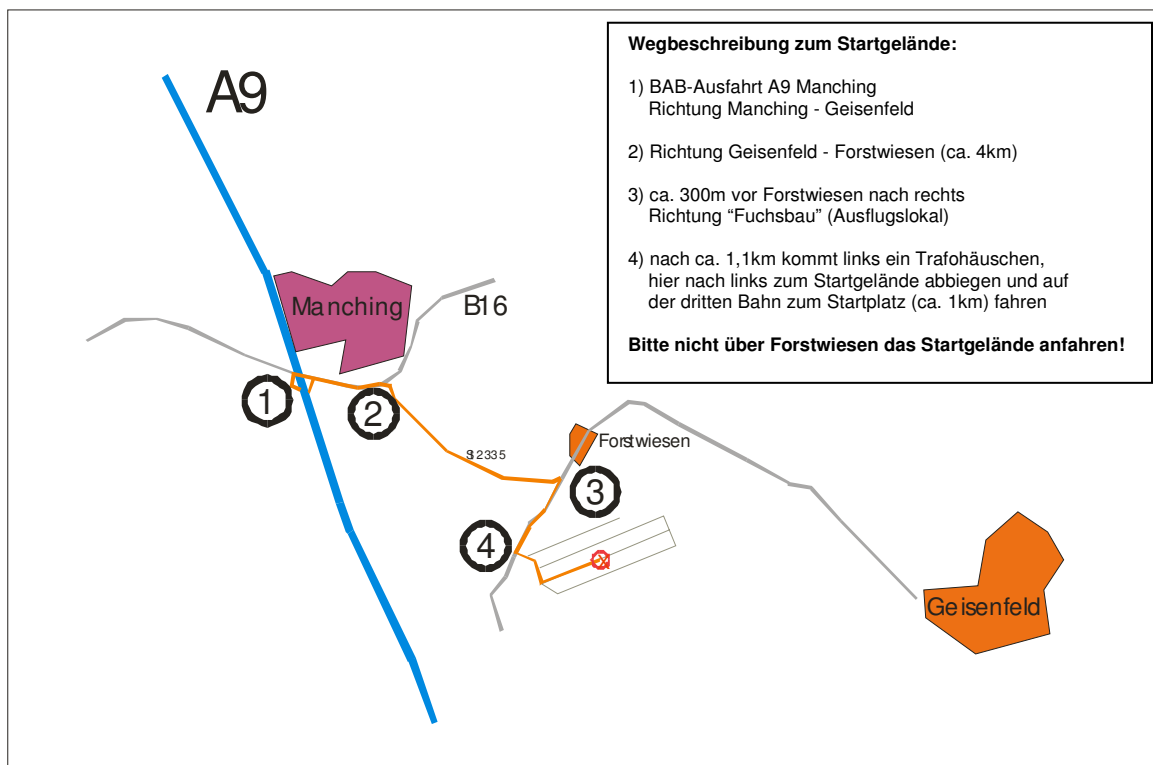 A9
Wegbeschreibung zum Startgelände:
1) BAB-Ausfahrt A9 Manching
Richtung Manching - Geisenfeld
2) Richtung Geisenfeld - Forstwiesen (ca. 4km)
3) ca. 300m vor Forstwiesen nach rechts
Richtung “Fuchsbau” (Ausflugslokal)
4) nach ca. 1,1km kommt links ein Trafohäuschen,
hier nach links zum Startgelände abbiegen und auf
der dritten Bahn zum Startplatz (ca. 1km) fahren
Bitte nicht über Forstwiesen das Startgelände anfahren!
Manching
B16
1
2
Forstwiesen
2335
3
4
Geisenfeld